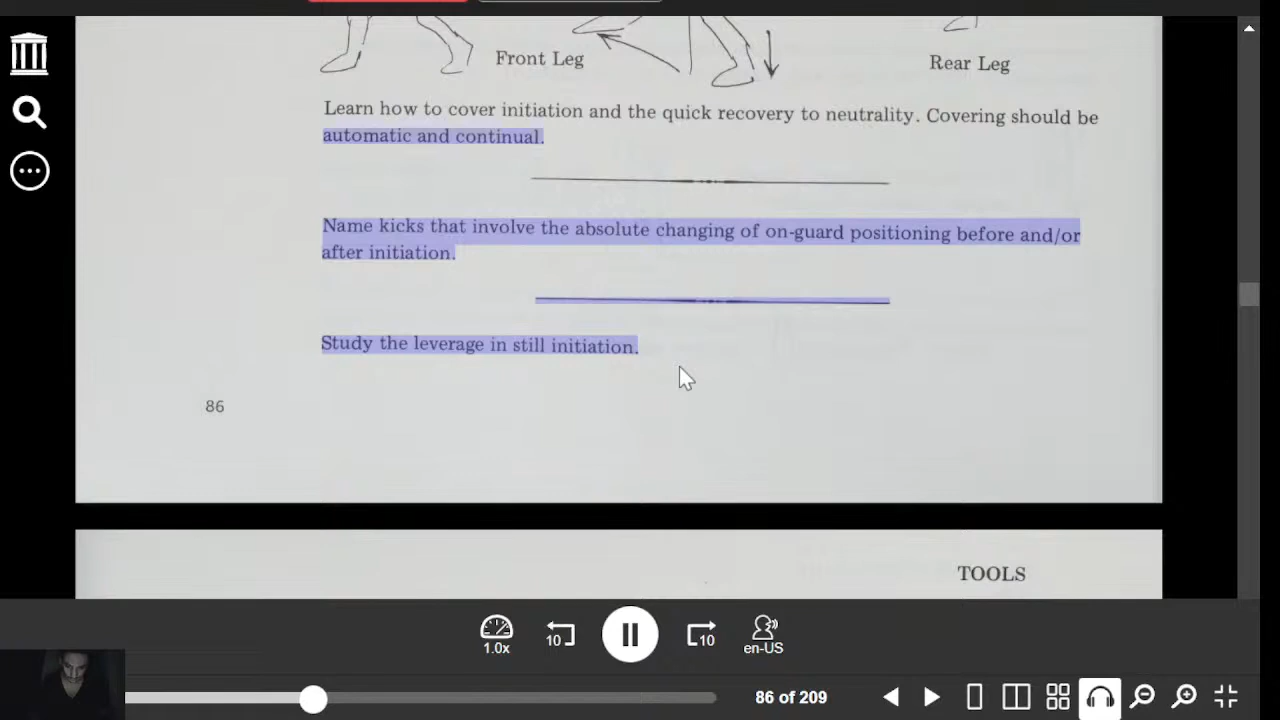 Front Leg
Rear Leg
Learn how to cover initiation and the quick recovery to neutrality. Covering should be
automatic and continual.
Name kicks that involve the absolute changing of on-guard positioning before and/or
after initiation.
Study the leverage in still initiation.
86
TOOLS
1.0x
10
10
en-US
86 of 209